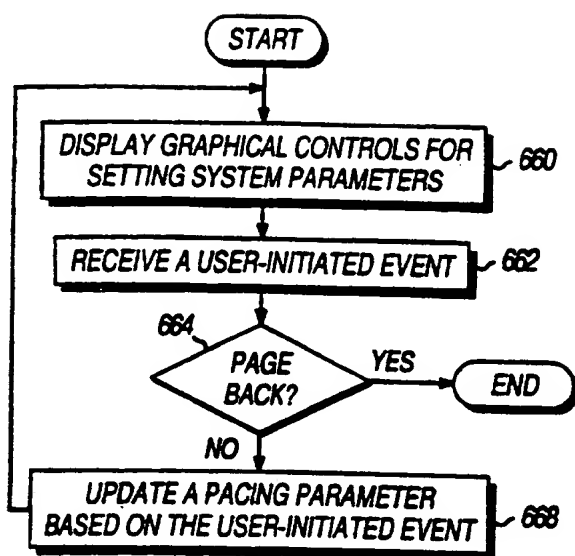 START
DISPLAY GRAPHICAL CONTROLS FOR
SETTING SYSTEM PARAMETERS
660
RECEIVE A USER-INITIATED EVENT
662
664
PAGE
BACK?
YES
END
NO
UPDATE A PACING PARAMETER
BASED ON THE USER-INITIATED EVENT
668